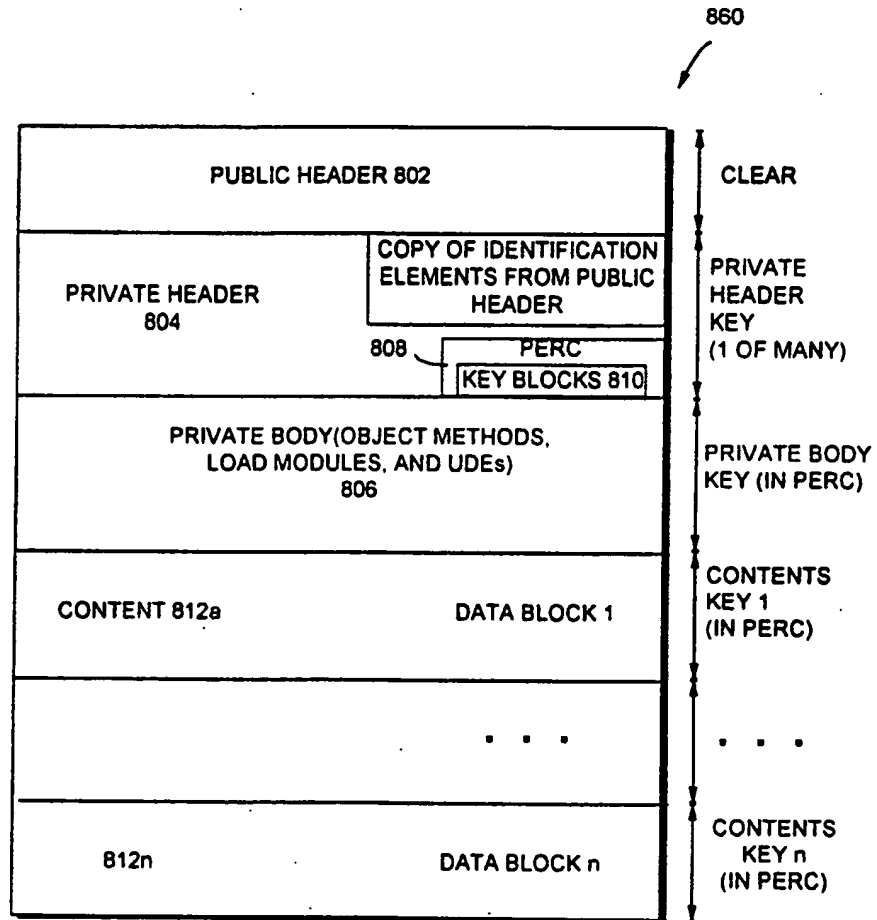 860
PUBLIC HEADER 802
CLEAR
PRIVATE HEADER
804
COPY OF IDENTIFICATION
ELEMENTS FROM PUBLIC
HEADER
808
PERC
KEY BLOCKS 810
PRIVATE
HEADER
KEY
(1 OF MANY)
PRIVATE BODY(OBJECT METHODS,
LOAD MODULES, AND UDEs)
806
PRIVATE BODY
KEY (IN PERC)
CONTENT 812a
DATA BLOCK 1
CONTENTS
KEY 1
(IN PERC)
. . .
. . .
812n
DATA BLOCK n
CONTENTS
KEY n
(IN PERC)